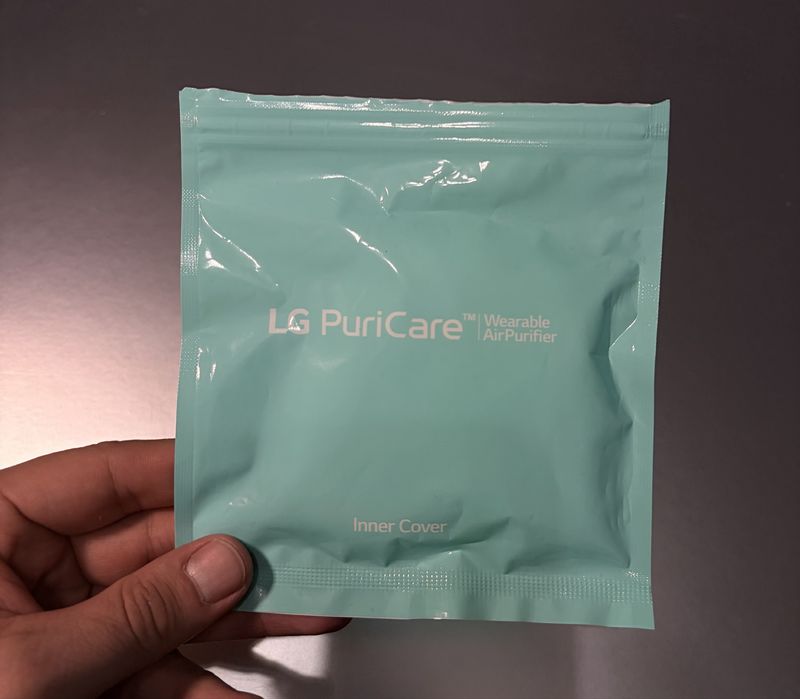 LG PuriCare™ | Wearable
AirPurifier
Inner Cover